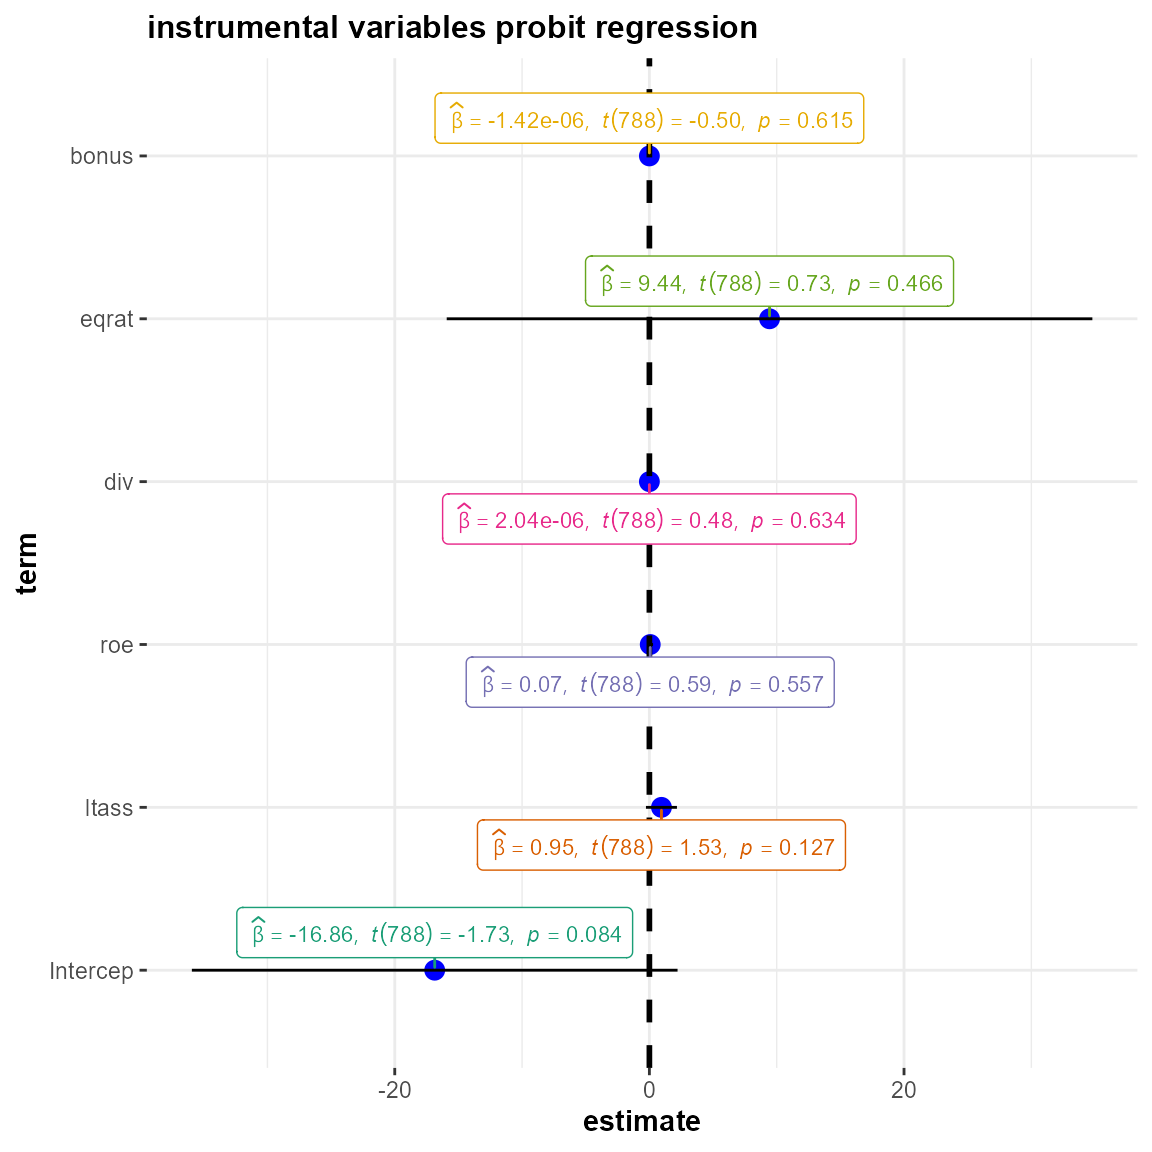 instrumental variables probit regression
β̂ = -1.42e-06, t(788) = -0.50, p = 0.615
bonus
β̂ = 9.44, t(788) = 0.73, p = 0.466
eqrat
div
β̂ = 2.04e-06, t(788) = 0.48, p = 0.634
term
roe
β̂ = 0.07, t(788) = 0.59, p = 0.557
ltass
β̂ = 0.95, t(788) = 1.53, p = 0.127
β̂ = -16.86, t(788) = -1.73, p = 0.084
Intercep
-20 0 20
estimate